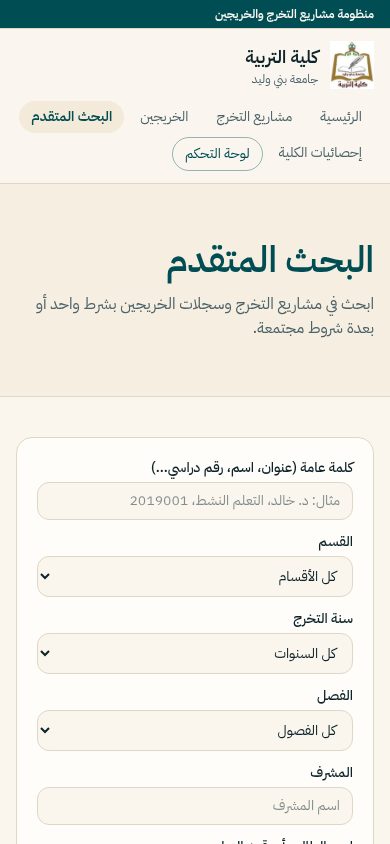 منظومة مشاريع التخرج والخريجين
كلية التربية
جامعة بني وليد
الرئيسية
مشاريع التخرج
الخريجين
البحث المتقدم
إحصائيات الكلية
لوحة التحكم
البحث المتقدم
ابحث في مشاريع التخرج وسجلات الخريجين بشرط واحد أو
بعدة شروط مجتمعة.
كلمة عامة (عنوان، اسم، رقم دراسي...)
مثال: د. خالد، التعلم النشط، 2019001
القسم
كل الأقسام
سنة التخرج
كل السنوات
الفصل
كل الفصول
المشرف
اسم المشرف